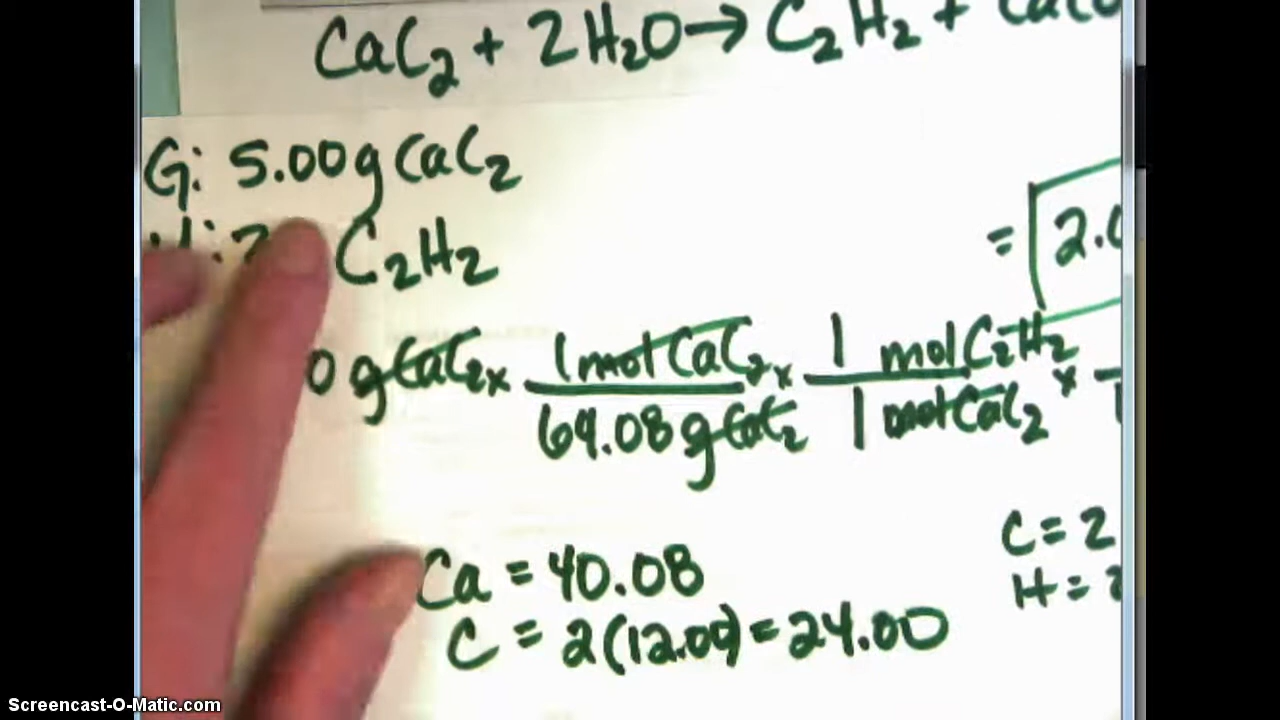 CaC₂ + 2H₂O → C₂H₂ +
G: 5.00g CaC₂
C₂H₂
= 2.0
0 g CaC₂ x 1 mol CaC₂ x 1 mol C₂H₂ x
64.08 g CaC₂ 1 mol CaC₂
C = 2
Ca = 40.08
H =
C = 2(12.00) = 24.00
Screencast-O-Matic.com